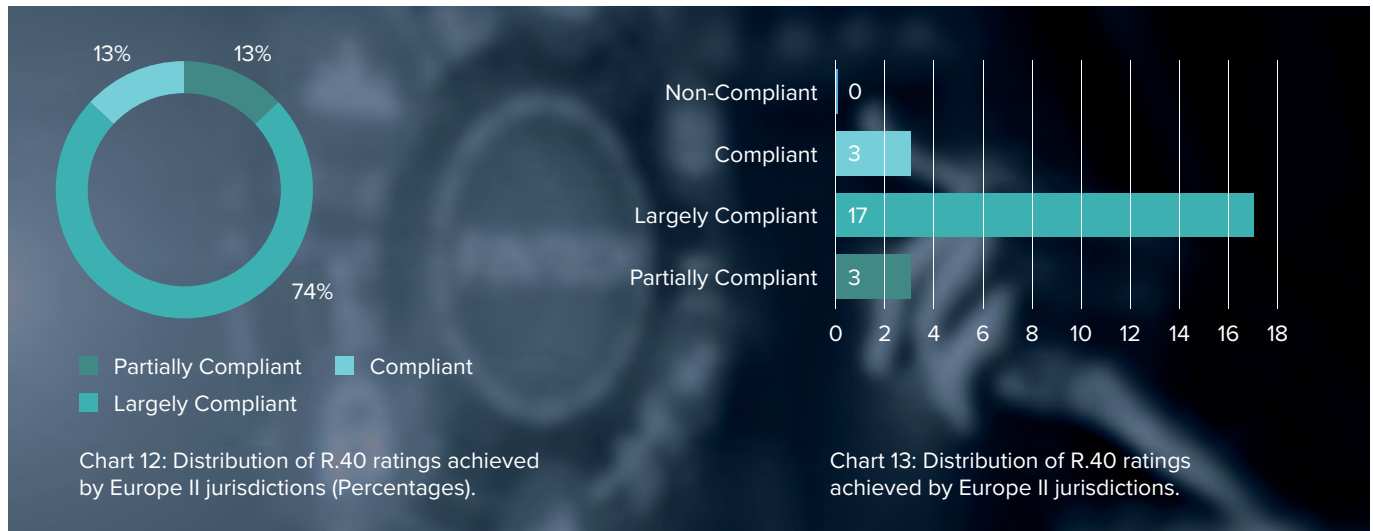 13%
13%
74%
Partially Compliant
Compliant
Largely Compliant
Chart 12: Distribution of R.40 ratings achieved
by Europe II jurisdictions (Percentages).
Non-Compliant 0
Compliant 3
Largely Compliant 17
Partially Compliant 3
0 2 4 6 8 10 12 14 16 18
Chart 13: Distribution of R.40 ratings
achieved by Europe II jurisdictions.